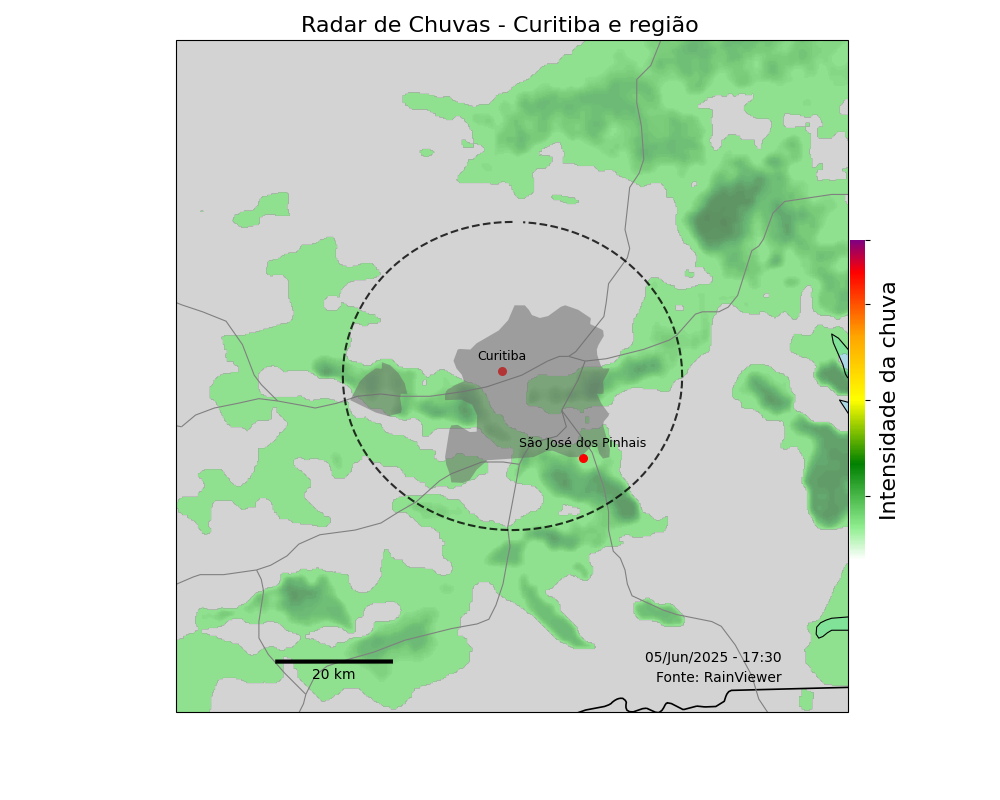 Radar de Chuvas - Curitiba e região
Curitiba
São José dos Pinhais
Intensidade da chuva
05/Jun/2025 - 17:30
Fonte: RainViewer
20 km